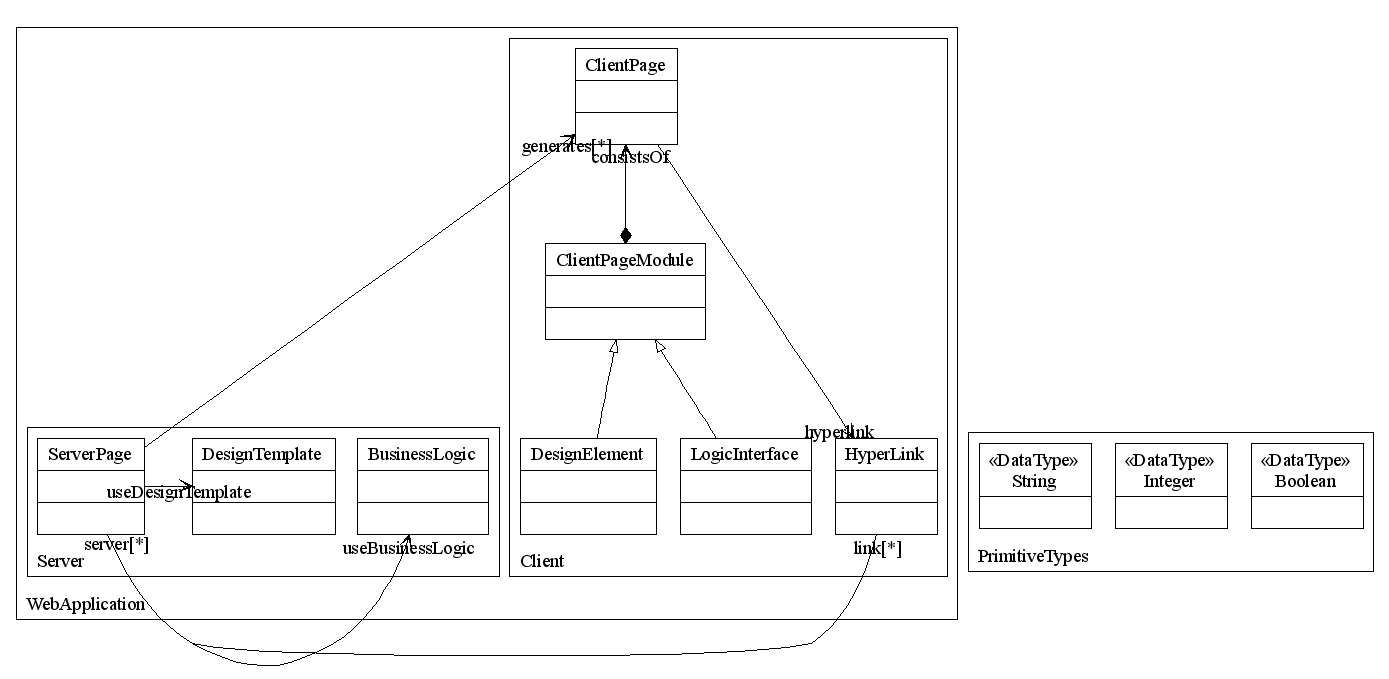 ClientPage
generates[*]
consistsOf
ClientPageModule
hyperlink
ServerPage
DesignTemplate
BusinessLogic
DesignElement
LogicInterface
HyperLink
«DataType»
String
«DataType»
Integer
«DataType»
Boolean
useDesignTemplate
server[*]
useBusinessLogic
link[*]
Server
Client
PrimitiveTypes
WebApplication